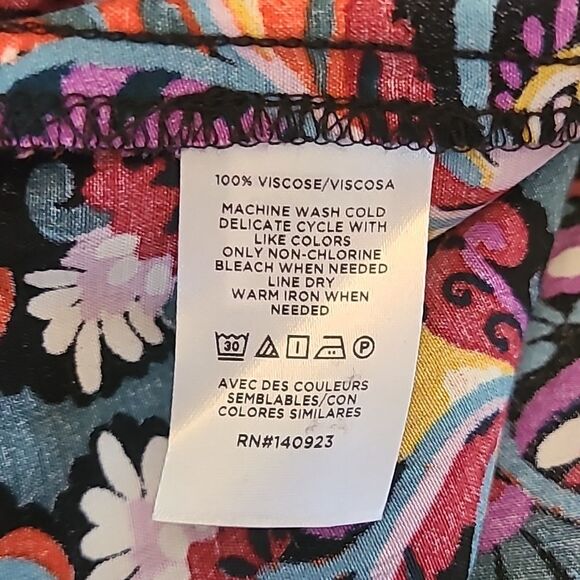 100% VISCOSE/VISCOSA
MACHINE WASH COLD
DELICATE CYCLE WITH
LIKE COLORS
ONLY NON-CHLORINE
BLEACH WHEN NEEDED
LINE DRY
WARM IRON WHEN
NEEDED
30 P
AVEC DES COULEURS
SEMBLABLES/CON
COLORES SIMILARES
RN#140923